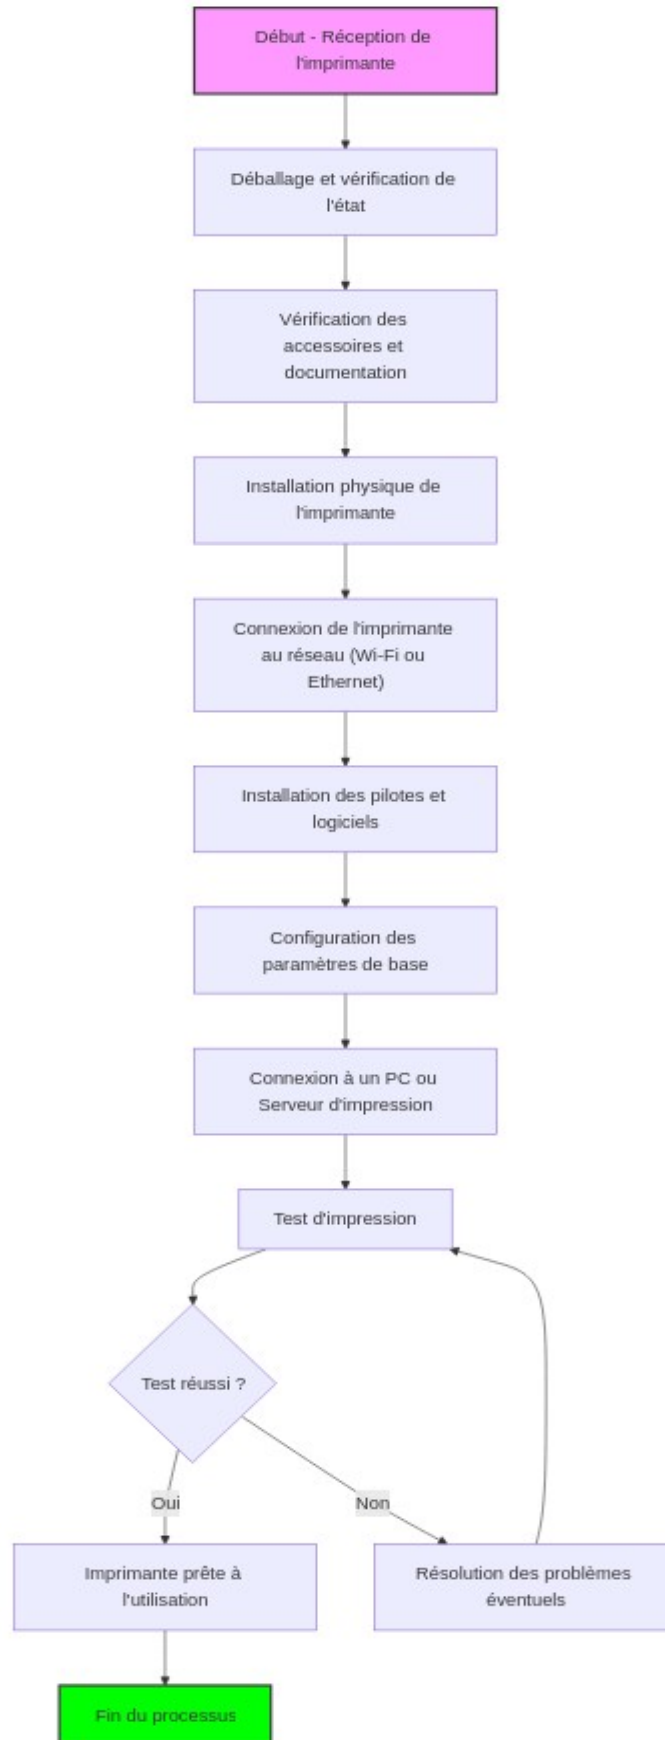 Début - Réception de
l'imprimante
Déballage et vérification de
l'état
Vérification des
accessoires et
documentation
Installation physique de
l'imprimante
Connexion de l'imprimante
au réseau (Wi-Fi ou
Ethernet)
Installation des pilotes et
logiciels
Configuration des
paramètres de base
Connexion à un PC ou
Serveur d'impression
Test d'impression
Test réussi ?
Oui
Non
Imprimante prête à
l'utilisation
Résolution des problèmes
éventuels
Fin du processus